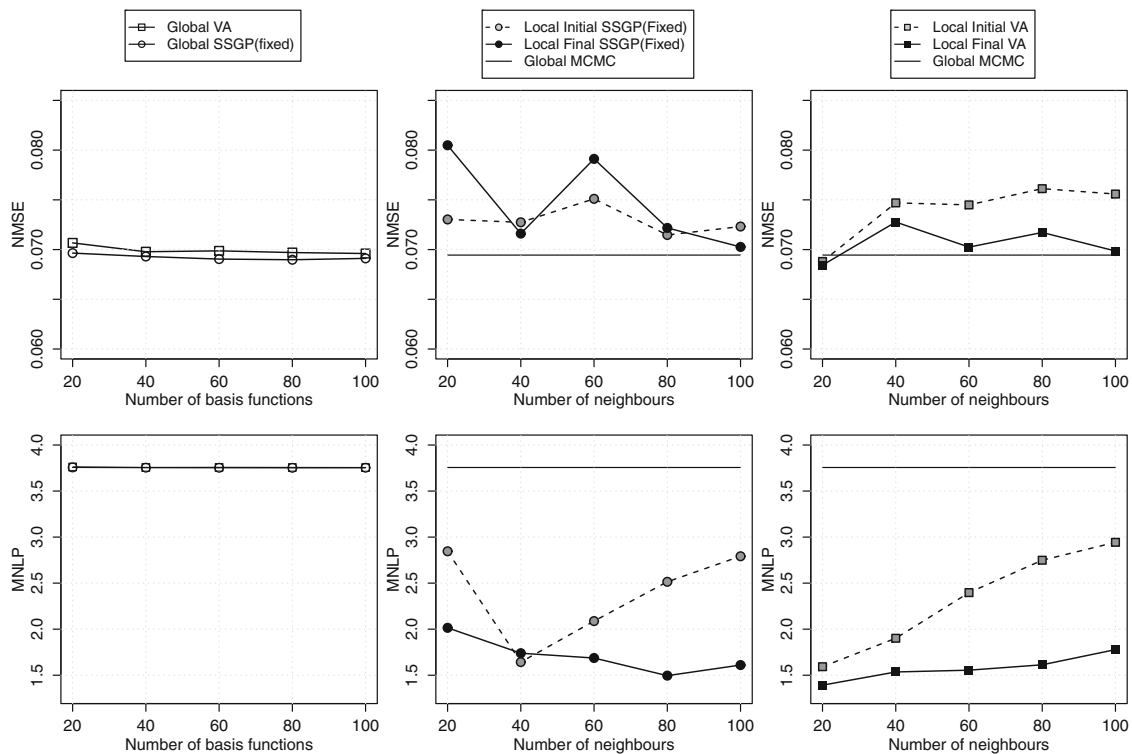 Global VA
Global SSGP(fixed)
Local Initial SSGP(Fixed)
Local Final SSGP(Fixed)
Global MCMC
Local Initial VA
Local Final VA
Global MCMC
NMSE
0.060
0.070
0.080
20 40 60 80 100
Number of basis functions
NMSE
0.060
0.070
0.080
20 40 60 80 100
Number of neighbours
NMSE
0.060
0.070
0.080
20 40 60 80 100
Number of neighbours
MNLP
1.5 2.0 2.5 3.0 3.5 4.0
20 40 60 80 100
Number of basis functions
MNLP
1.5 2.0 2.5 3.0 3.5 4.0
20 40 60 80 100
Number of neighbours
MNLP
1.5 2.0 2.5 3.0 3.5 4.0
20 40 60 80 100
Number of neighbours